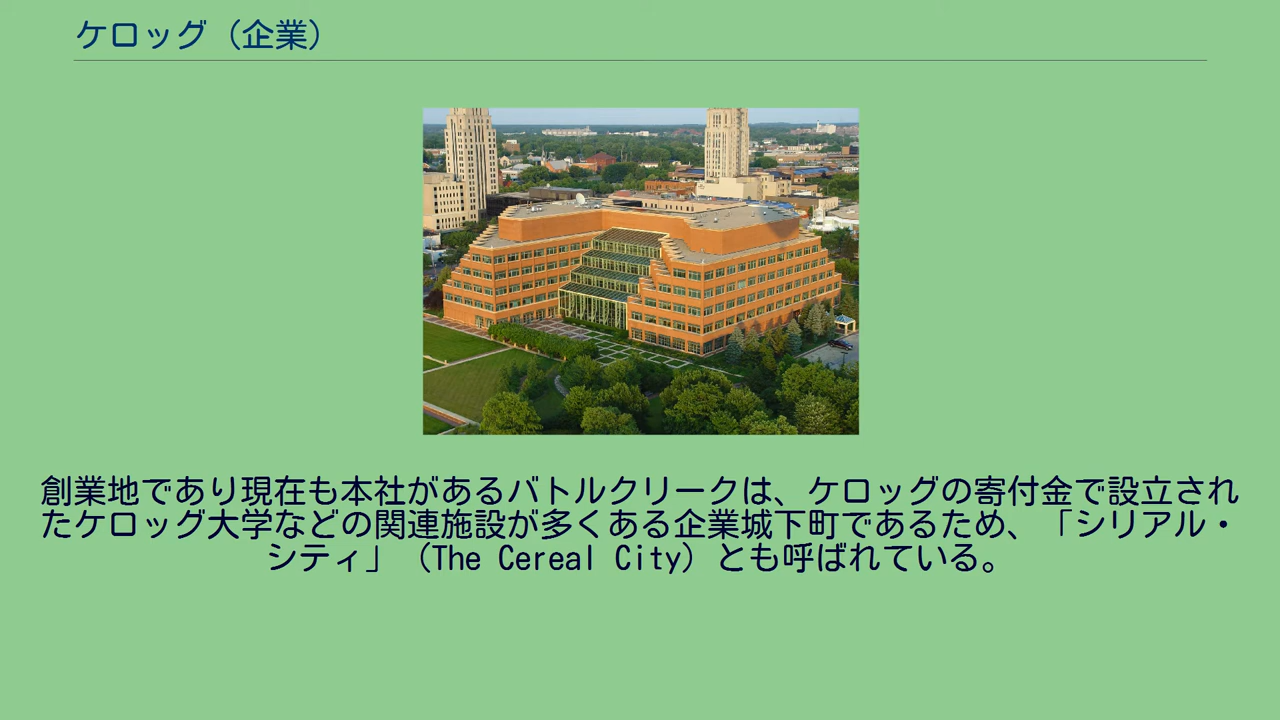 ケロッグ（企業）
創業地であり現在も本社があるバトルクリークは、ケロッグの寄付金で設立され
たケロッグ大学などの関連施設が多くある企業城下町であるため、「シリアル・
シティ」（The Cereal City）とも呼ばれている。